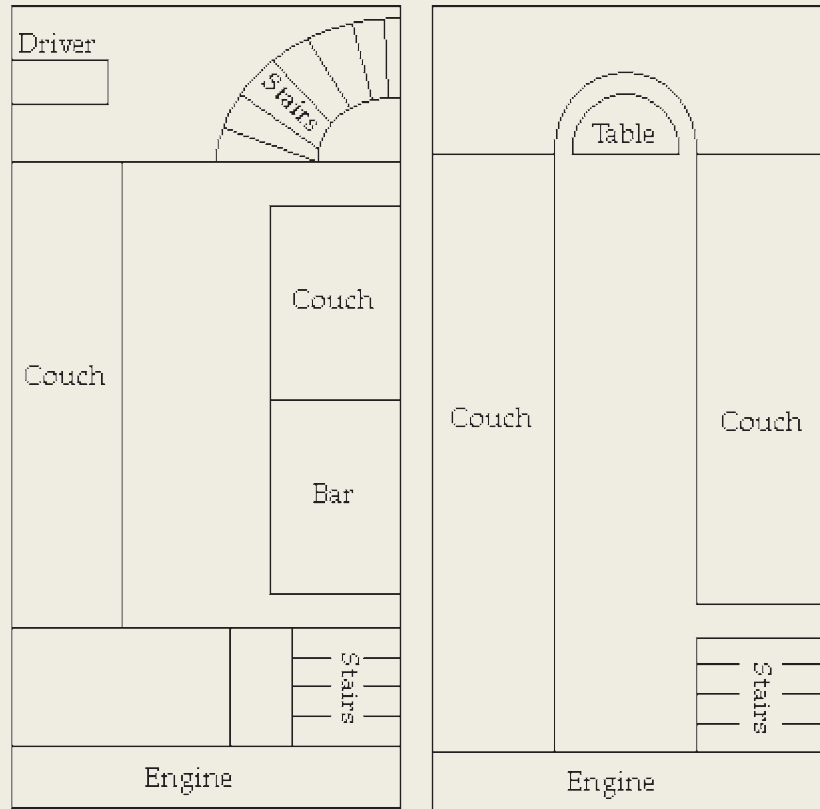 Driver
Stairs
Couch
Couch
Bar
Stairs
Engine
Table
Couch
Couch
Stairs
Engine